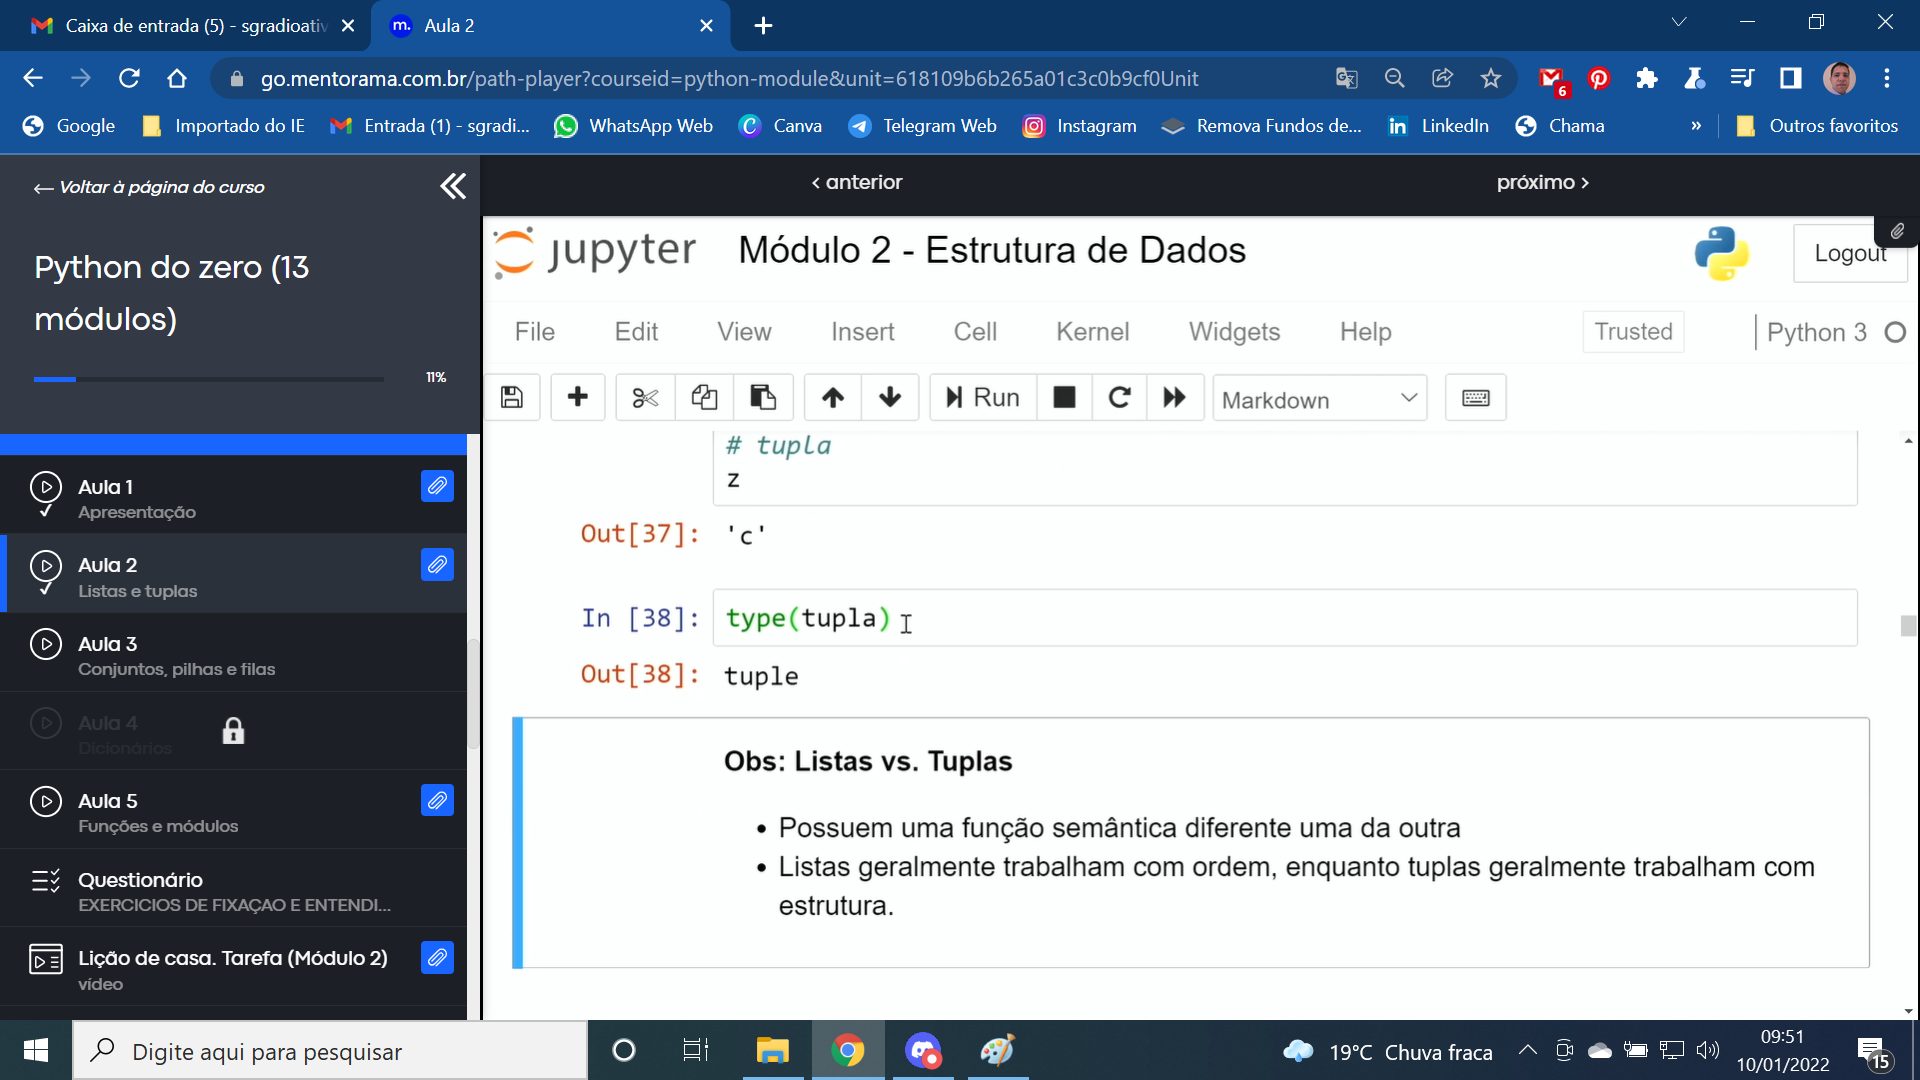 Caixa de entrada (5) - sgradioativ
Aula 2
go.mentorama.com.br/path-player?courseid=python-module&unit=618109b6b265a01c3c0b9cf0Unit
6
Google
Importado do IE
Entrada (1) - sgradi...
WhatsApp Web
Canva
Telegram Web
Instagram
Remova Fundos de...
LinkedIn
Chama
»
Outros favoritos
← Voltar à página do curso
< anterior
próximo >
Python do zero (13
módulos)
11%
jupyter
Módulo 2 - Estrutura de Dados
Logout
File
Edit
View
Insert
Cell
Kernel
Widgets
Help
Trusted
Python 3
Run
Markdown
Aula 1
Apresentação
Aula 2
Listas e tuplas
Aula 3
Conjuntos, pilhas e filas
Aula 4
Dicionários
Aula 5
Funções e módulos
Questionário
EXERCICIOS DE FIXAÇAO E ENTENDI...
Lição de casa. Tarefa (Módulo 2)
vídeo
# tupla
z
Out[37]: 'c'
In [38]: type(tupla)
Out[38]: tuple
Obs: Listas vs. Tuplas
• Possuem uma função semântica diferente uma da outra
• Listas geralmente trabalham com ordem, enquanto tuplas geralmente trabalham com
estrutura.
Digite aqui para pesquisar
19°C Chuva fraca
09:51
10/01/2022
15